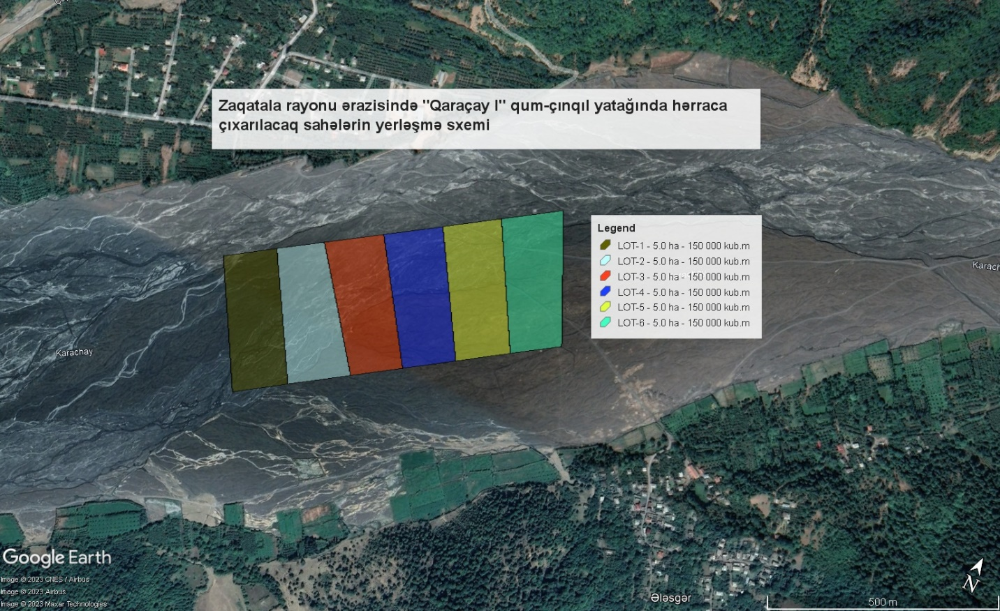 Zaqatala rayonu ərazisində "Qaraçay I" qum-çınqıl yatağında hərraca
çıxarılacaq sahələrin yerləşmə sxemi
Legend
LOT-1 - 5.0 ha - 150 000 kub.m
LOT-2 - 5.0 ha - 150 000 kub.m
LOT-3 - 5.0 ha - 150 000 kub.m
LOT-4 - 5.0 ha - 150 000 kub.m
LOT-5 - 5.0 ha - 150 000 kub.m
LOT-6 - 5.0 ha - 150 000 kub.m
Karach
Karachay
Google Earth
Image © 2023 CNES / Airbus
Image © 2023 Airbus
Image © 2023 Maxar Technologies
Ələsgər
500 m
N